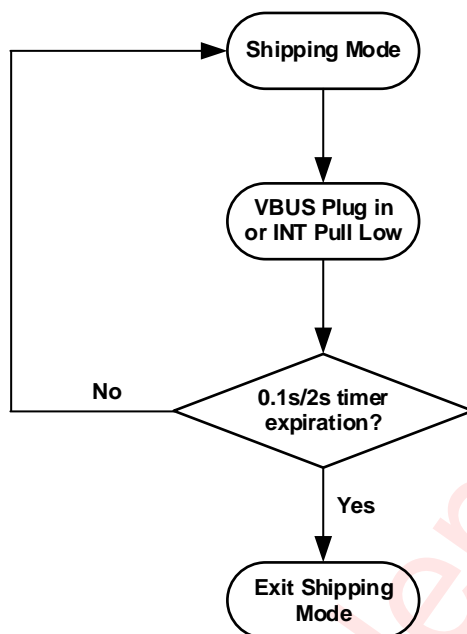 Shipping Mode
VBUS Plug in
or INT Pull Low
No
0.1s/2s timer
expiration?
Yes
Exit Shipping
Mode